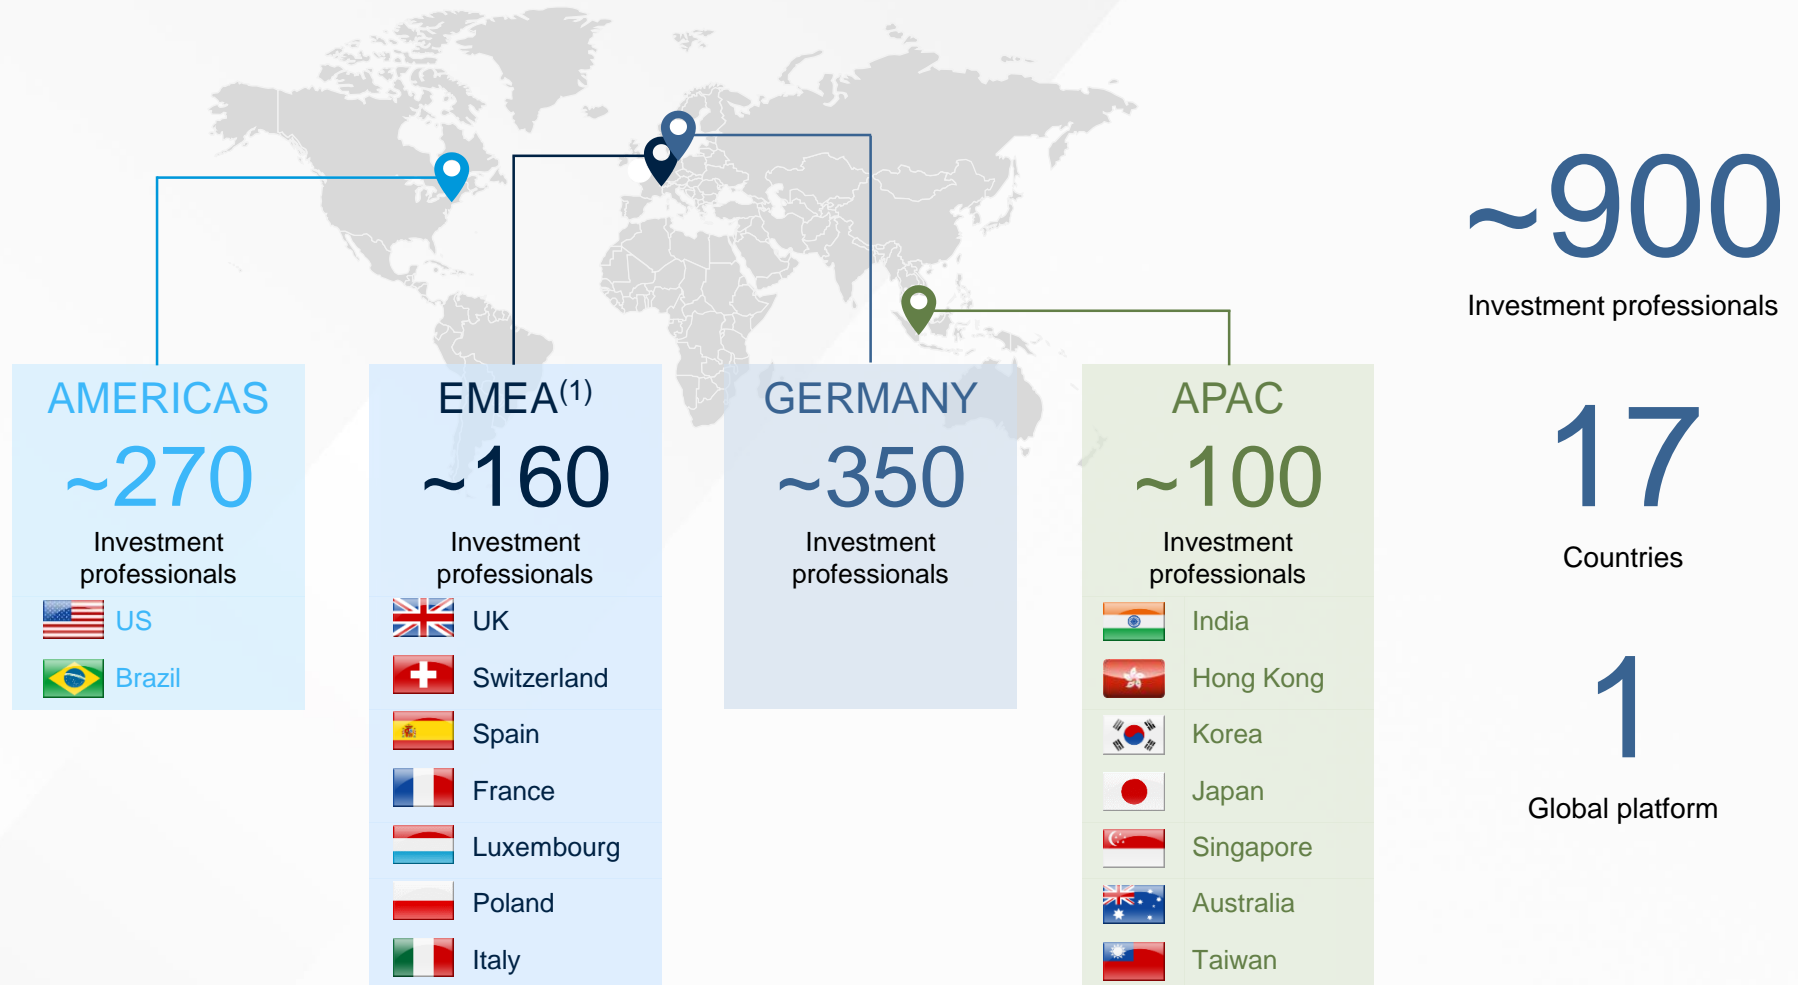 AMERICAS
~270
Investment
professionals
US
Brazil
EMEA(1)
~160
Investment
professionals
UK
Switzerland
Spain
France
Luxembourg
Poland
Italy
GERMANY
~350
Investment
professionals
APAC
~100
Investment
professionals
India
Hong Kong
Korea
Japan
Singapore
Australia
Taiwan
~900
Investment professionals
17
Countries
1
Global platform